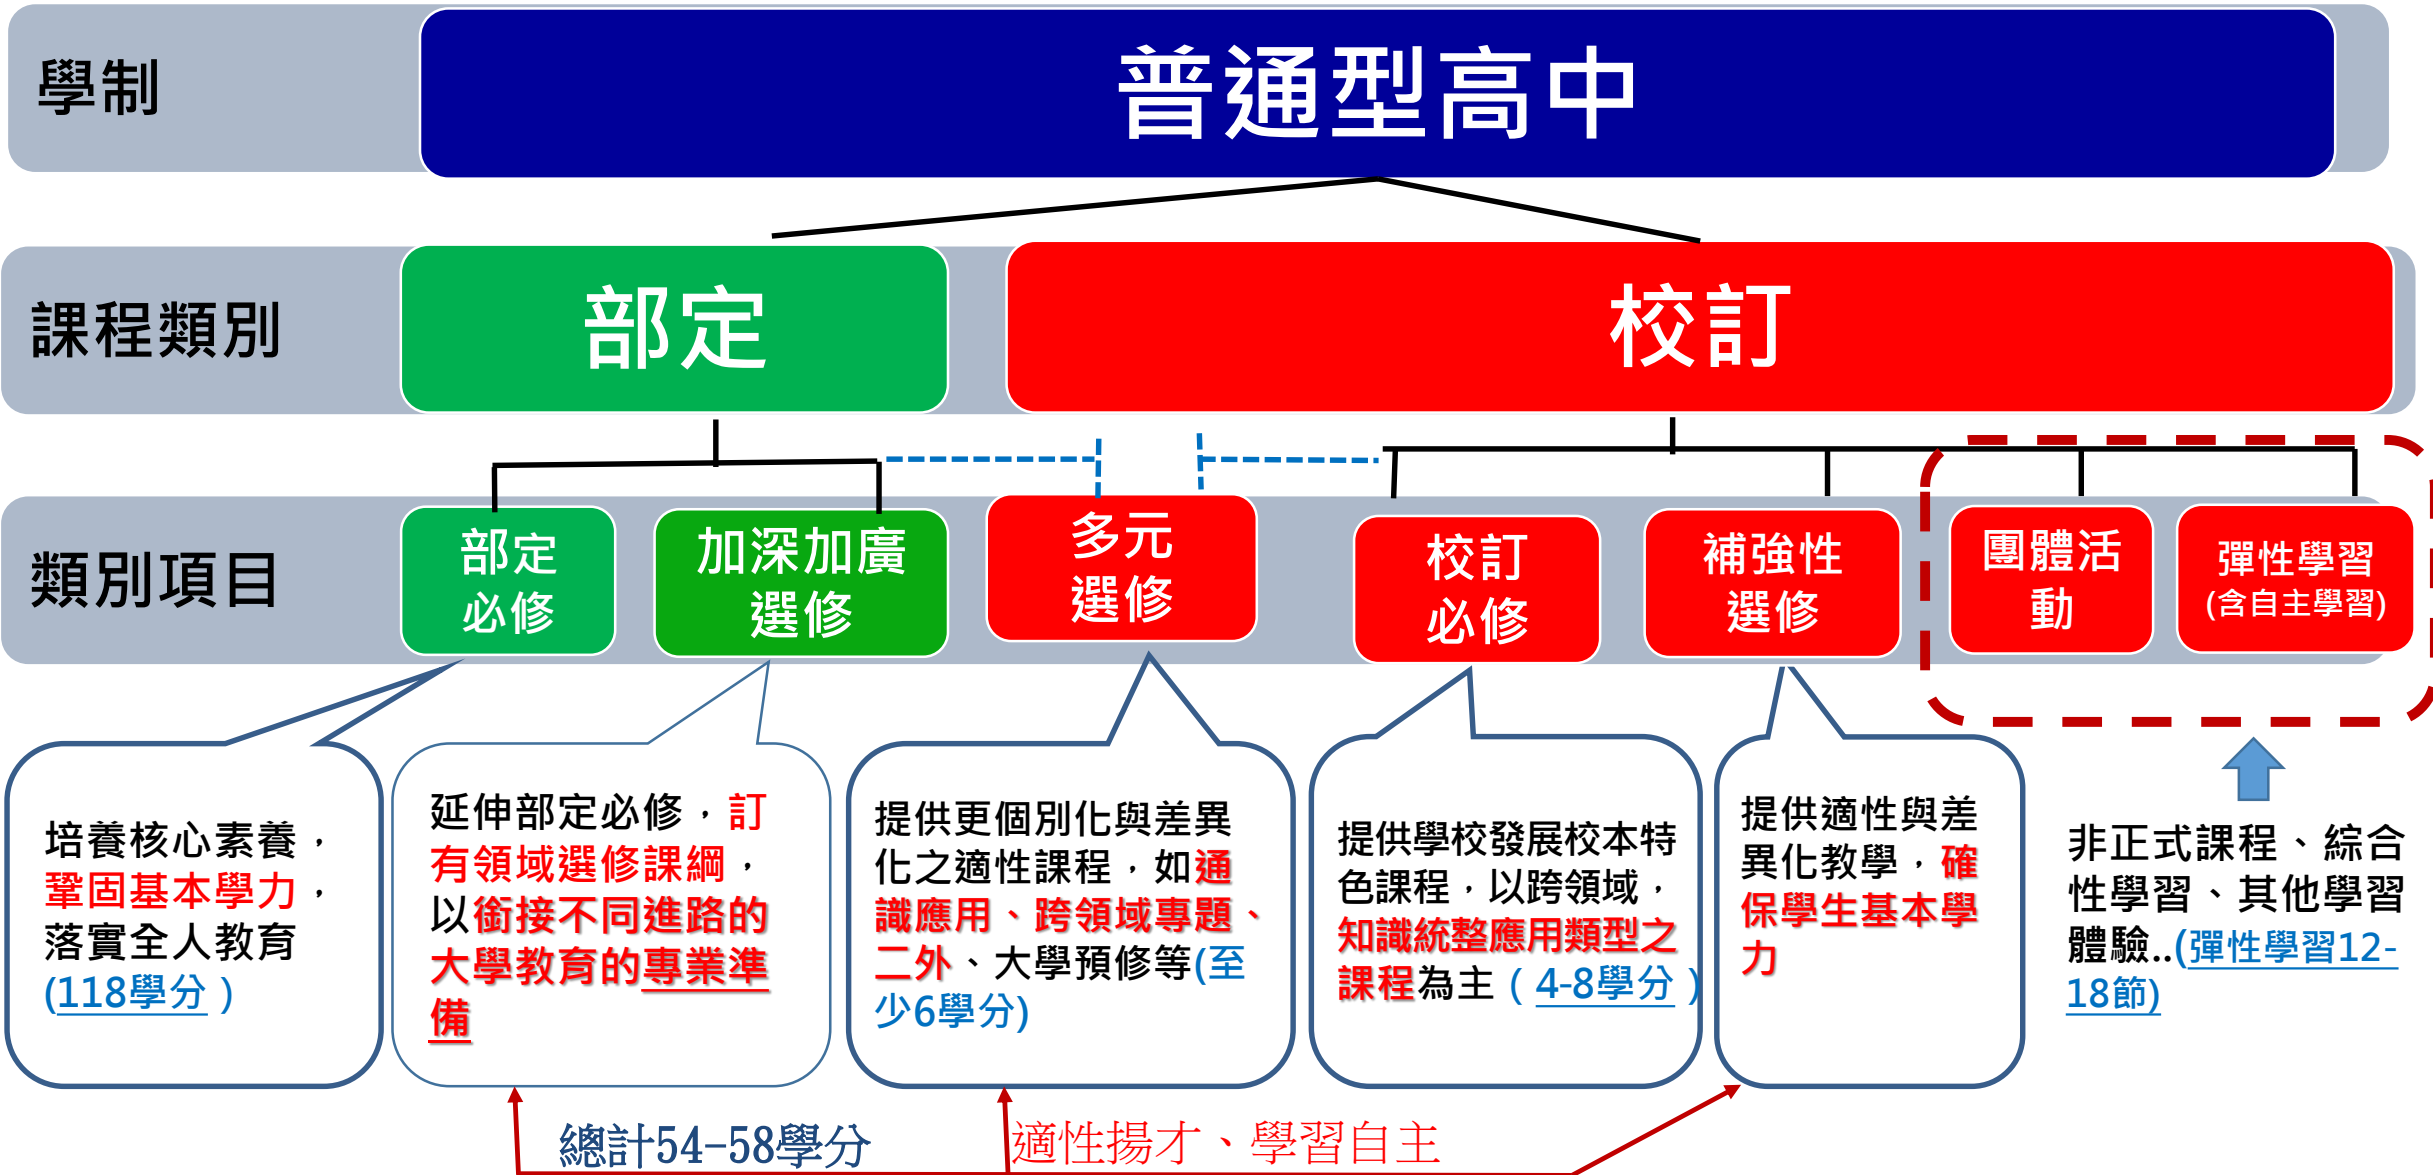 學制
普通型高中
課程類別
部定
校訂
類別項目
部定
必修
加深加廣
選修
多元
選修
校訂
必修
補強性
選修
團體活
動
彈性學習
(含自主學習)
培養核心素養，
鞏固基本學力，
落實全人教育
(118學分）
延伸部定必修，訂
有領域選修課綱，
以銜接不同進路的
大學教育的專業準
備
提供更個別化與差異
化之適性課程，如通
識應用、跨領域專題、
二外、大學預修等(至
少6學分)
提供學校發展校本特
色課程，以跨領域，
知識統整應用類型之
課程為主（4-8學分）
提供適性與差
異化教學，確
保學生基本學
力
非正式課程、綜合
性學習、其他學習
體驗..(彈性學習12-
18節)
總計54-58學分
適性揚才、學習自主